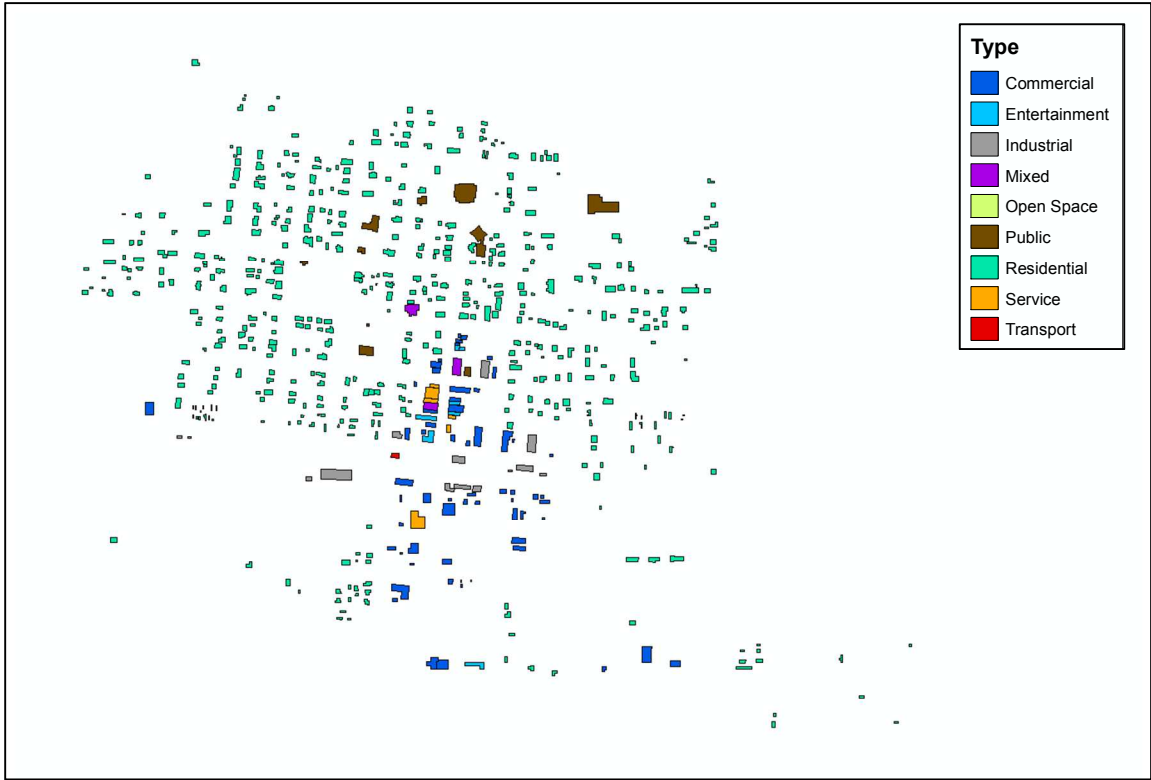 Type
Commercial
Entertainment
Industrial
Mixed
Open Space
Public
Residential
Service
Transport